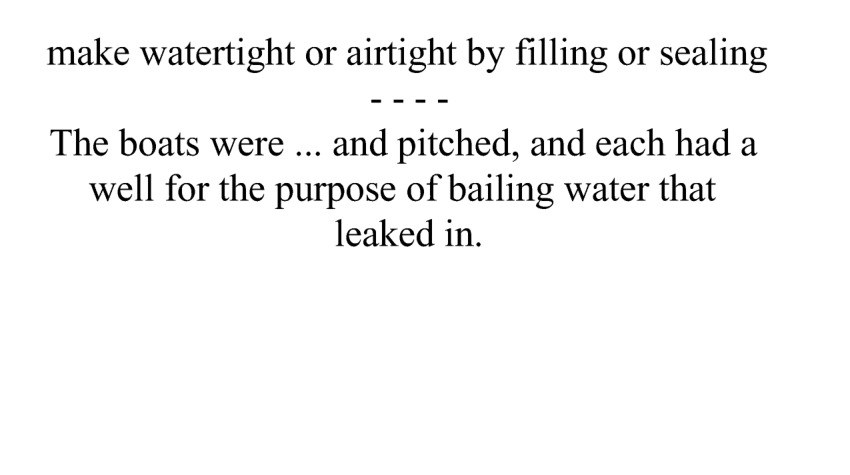 make watertight or airtight by filling or sealing
- - - -
The boats were ... and pitched, and each had a
well for the purpose of bailing water that
leaked in.